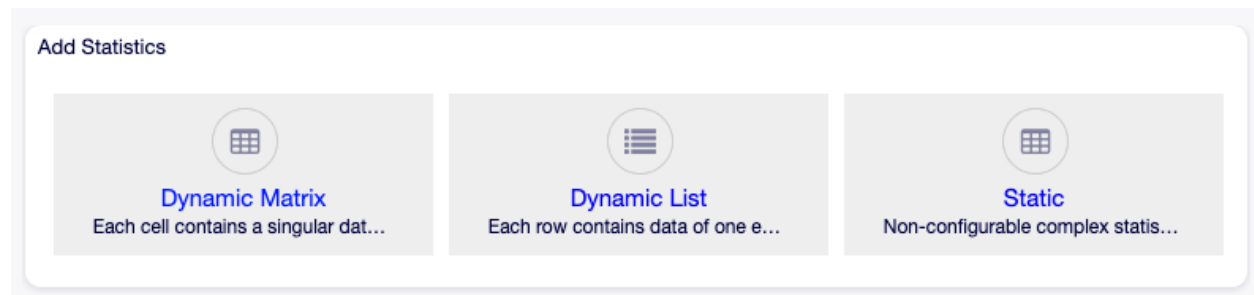 Add Statistics
Dynamic Matrix
Each cell contains a singular dat...
Dynamic List
Each row contains data of one e...
Static
Non-configurable complex statis...